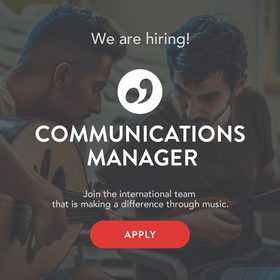 We are hiring!
COMMUNICATIONS
MANAGER
Join the international team
that is making a difference through music.
APPLY